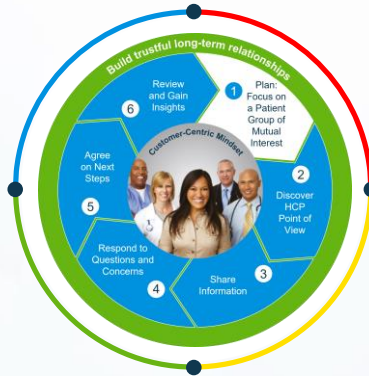 Build trustful long-term relationships
1
Plan:
Focus on
a Patient
Group of
Mutual
Interest
2
Discover
HCP
Point of
View
3
Share
Information
4
Respond to
Questions and
Concerns
5
Agree
on Next
Steps
6
Review
and Gain
Insights
Customer-Centric Mindset